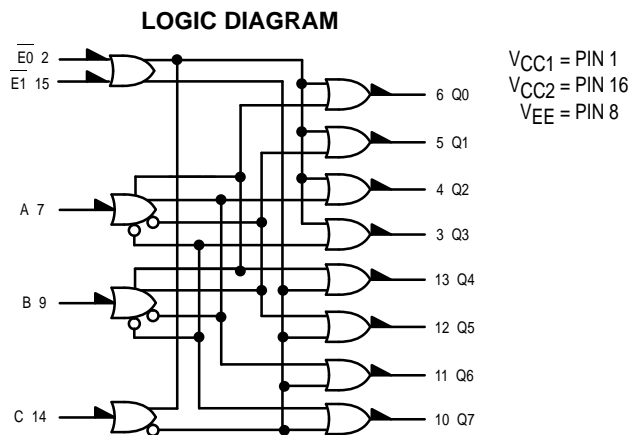 LOGIC DIAGRAM
E0 2
E1 15
A 7
B 9
C 14
6 Q0
5 Q1
4 Q2
3 Q3
13 Q4
12 Q5
11 Q6
10 Q7
VCC1 = PIN 1
VCC2 = PIN 16
VEE = PIN 8